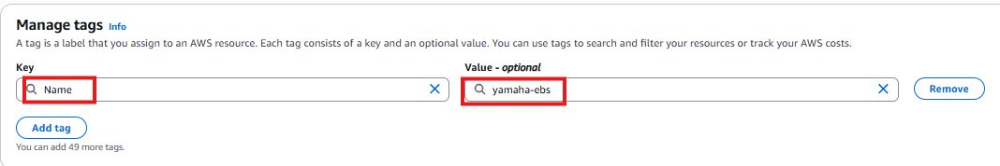 Manage tags Info
A tag is a label that you assign to an AWS resource. Each tag consists of a key and an optional value. You can use tags to search and filter your resources or track your AWS costs.
Key Value - optional
Name yamaha-ebs Remove
Add tag
You can add 49 more tags.